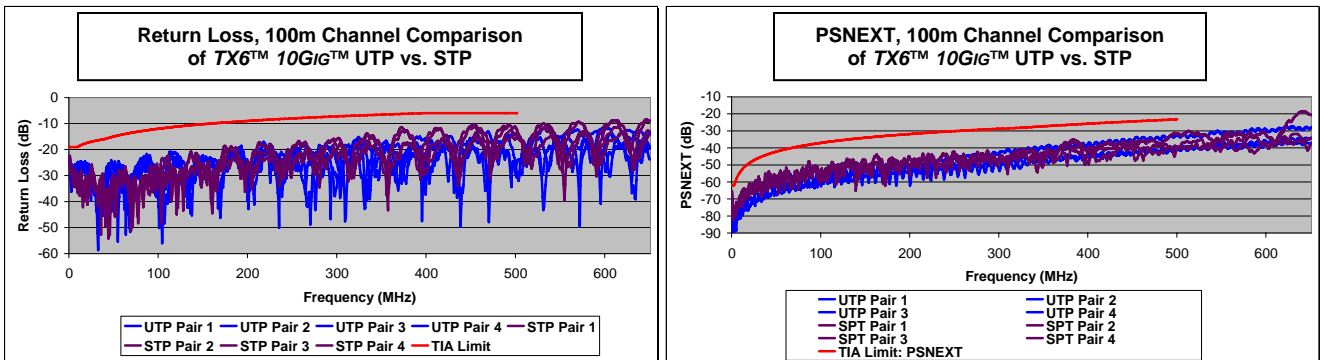 Return Loss, 100m Channel Comparison
of TX6™ 10GIG™ UTP vs. STP
0
-10
-20
-30
-40
-50
-60
Return Loss (dB)
0 100 200 300 400 500 600
Frequency (MHz)
UTP Pair 1 UTP Pair 2 UTP Pair 3 UTP Pair 4 STP Pair 1
STP Pair 2 STP Pair 3 STP Pair 4 TIA Limit
PSNEXT, 100m Channel Comparison
of TX6™ 10GIG™ UTP vs. STP
-10
-20
-30
-40
-50
-60
-70
-80
-90
PSNEXT (dB)
0 100 200 300 400 500 600
Frequency (MHz)
UTP Pair 1 UTP Pair 2
UTP Pair 3 UTP Pair 4
SPT Pair 1 SPT Pair 2
SPT Pair 3 SPT Pair 4
TIA Limit: PSNEXT